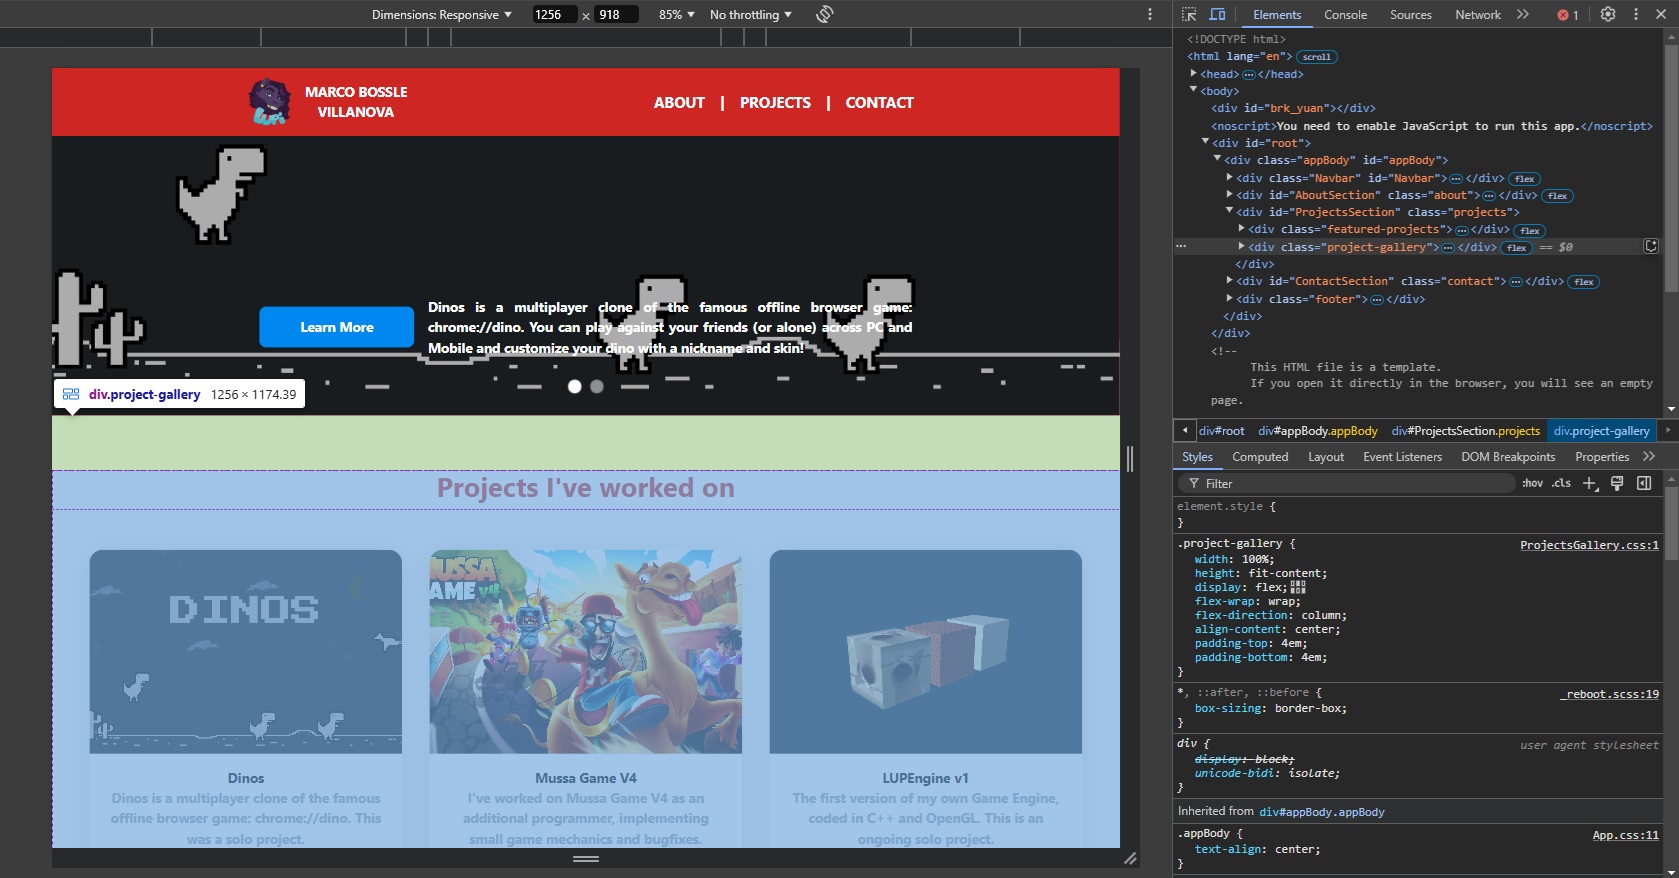 Dimensions: Responsive 1256 × 918 85% No throttling
MARCO BOSSLE
VILLANOVA
ABOUT | PROJECTS | CONTACT
Learn More
Dinos is a multiplayer clone of the famous offline browser game:
chrome://dino. You can play against your friends (or alone) across PC and
Mobile and customize your dino with a nickname and skin!
div.project-gallery 1256 × 1174.39
Projects I've worked on
DINOS
MUSSA
GAME V4
Dinos
Dinos is a multiplayer clone of the famous
offline browser game: chrome://dino. This
was a solo project.
Mussa Game V4
I've worked on Mussa Game V4 as an
additional programmer, implementing
small game mechanics and bugfixes.
LUPEngine v1
The first version of my own Game Engine,
coded in C++ and OpenGL. This is an
ongoing solo project.
Elements Console Sources Network 1
<!DOCTYPE html>
<html lang="en"> scroll
<head> ⋯ </head>
<body>
<div id="brk_yuan"></div>
<noscript>You need to enable JavaScript to run this app.</noscript>
<div id="root">
<div class="appBody" id="appBody">
<div class="Navbar" id="Navbar"> ⋯ </div> flex
<div id="AboutSection" class="about"> ⋯ </div> flex
<div id="ProjectsSection" class="projects">
<div class="featured-projects"> ⋯ </div> flex
<div class="project-gallery"> ⋯ </div> flex == $0
</div>
<div id="ContactSection" class="contact"> ⋯ </div> flex
<div class="footer"> ⋯ </div>
</div>
</div>
<!--
This HTML file is a template.
If you open it directly in the browser, you will see an empty
page.
div#root div#appBody.appBody div#ProjectsSection.projects div.project-gallery
Styles Computed Layout Event Listeners DOM Breakpoints Properties
Filter :hov .cls
element.style {
}
.project-gallery { ProjectsGallery.css:1
width: 100%;
height: fit-content;
display: flex;
flex-wrap: wrap;
flex-direction: column;
align-content: center;
padding-top: 4em;
padding-bottom: 4em;
}
*, ::after, ::before { _reboot.scss:19
box-sizing: border-box;
}
div { user agent stylesheet
display: block;
unicode-bidi: isolate;
}
Inherited from div#appBody.appBody
.appBody { App.css:11
text-align: center;
}